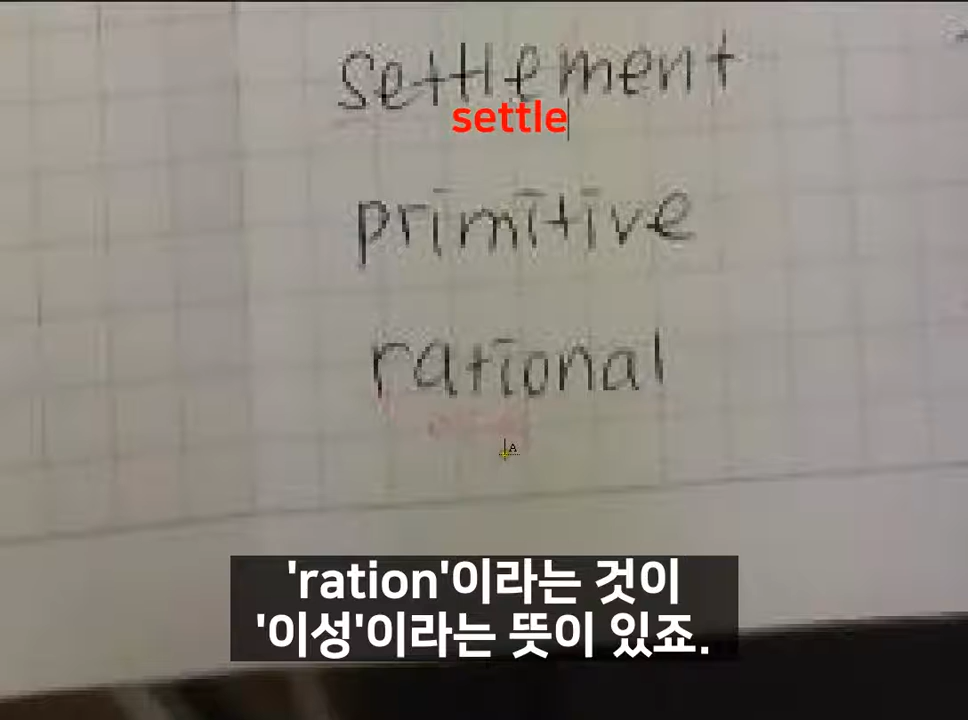 settlement
settle
primitive
rational
A
'ration'이라는 것이
'이성'이라는 뜻이 있죠.